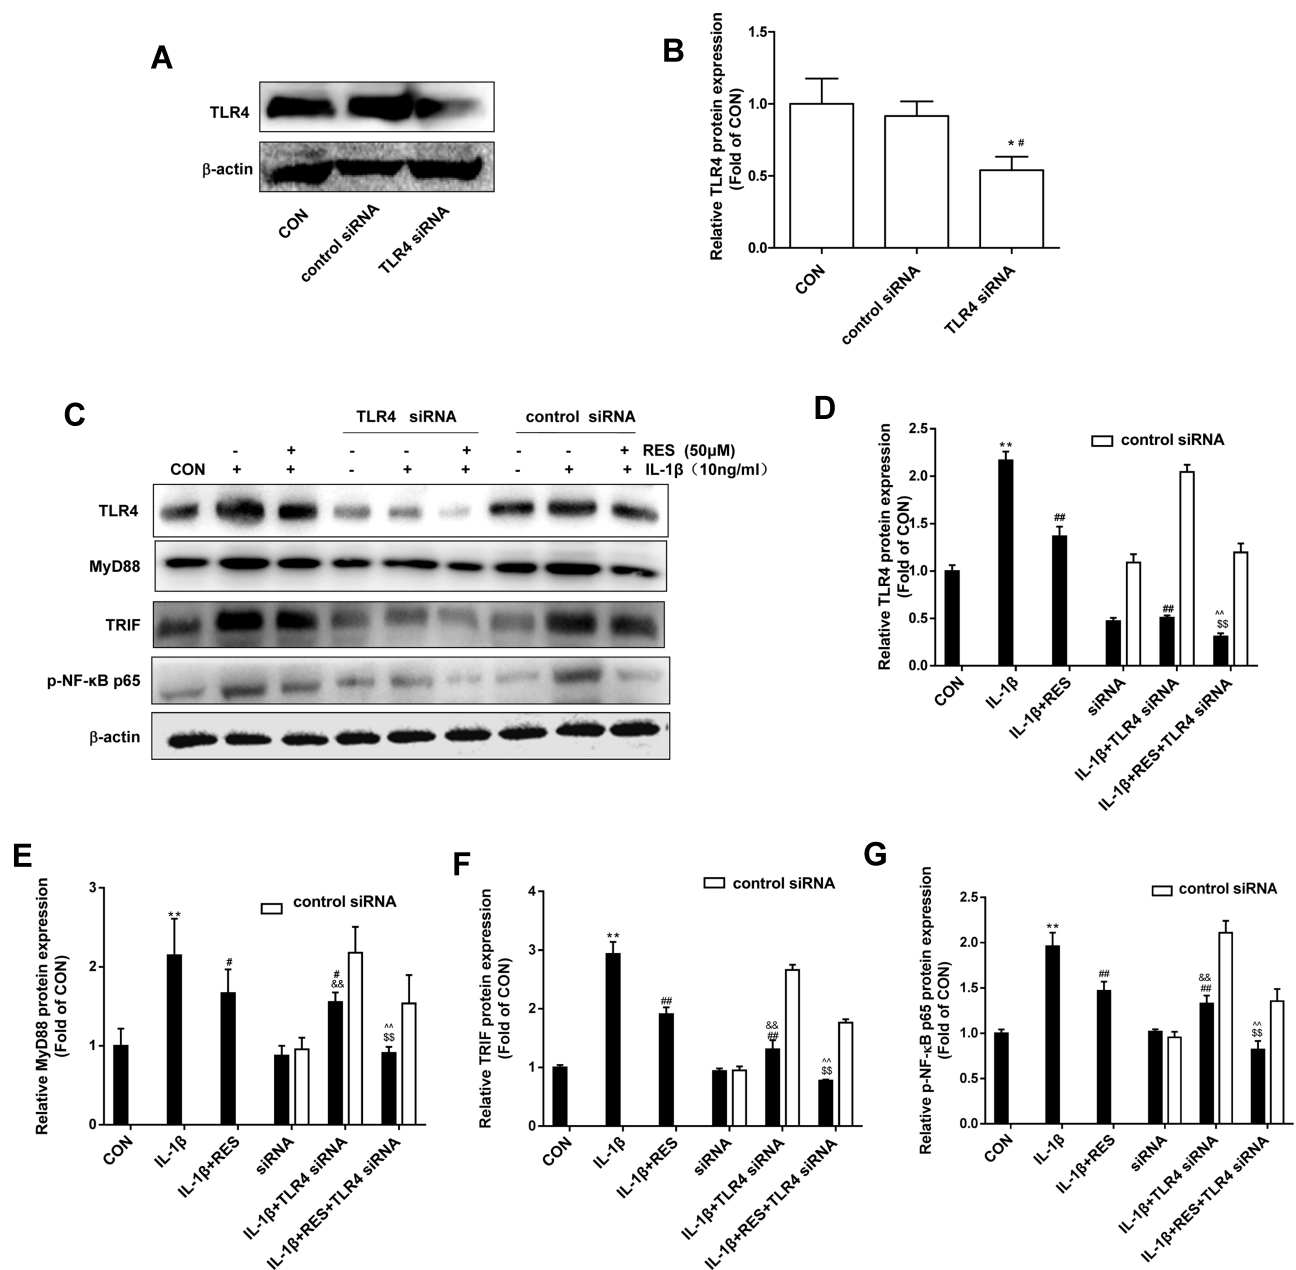 A
TLR4
β-actin
CON
control siRNA
TLR4 siRNA
B
Relative TLR4 protein expression
(Fold of CON)
1.5
1.0
0.5
0.0
* #
CON
control siRNA
TLR4 siRNA
C
TLR4 siRNA
control siRNA
- + - - + - - + RES (50μM)
CON + + - + + - + + IL-1β（10ng/ml）
TLR4
MyD88
TRIF
p-NF-κB p65
β-actin
D
Relative TLR4 protein expression
(Fold of CON)
2.5
2.0
1.5
1.0
0.5
0.0
control siRNA
**
##
##
^^
$$
CON
IL-1β
IL-1β+RES
siRNA
IL-1β+TLR4 siRNA
IL-1β+RES+TLR4 siRNA
E
Relative MyD88 protein expression
(Fold of CON)
3
2
1
0
control siRNA
**
#
#
&&
^^
$$
CON
IL-1β
IL-1β+RES
siRNA
IL-1β+TLR4 siRNA
IL-1β+RES+TLR4 siRNA
F
Relative TRIF protein expression
(Fold of CON)
4
3
2
1
0
control siRNA
**
##
&&
##
^^
$$
CON
IL-1β
IL-1β+RES
siRNA
IL-1β+TLR4 siRNA
IL-1β+RES+TLR4 siRNA
G
Relative p-NF-κB p65 protein expression
(Fold of CON)
2.5
2.0
1.5
1.0
0.5
0.0
control siRNA
**
##
&&
##
^^
$$
CON
IL-1β
IL-1β+RES
siRNA
IL-1β+TLR4 siRNA
IL-1β+RES+TLR4 siRNA